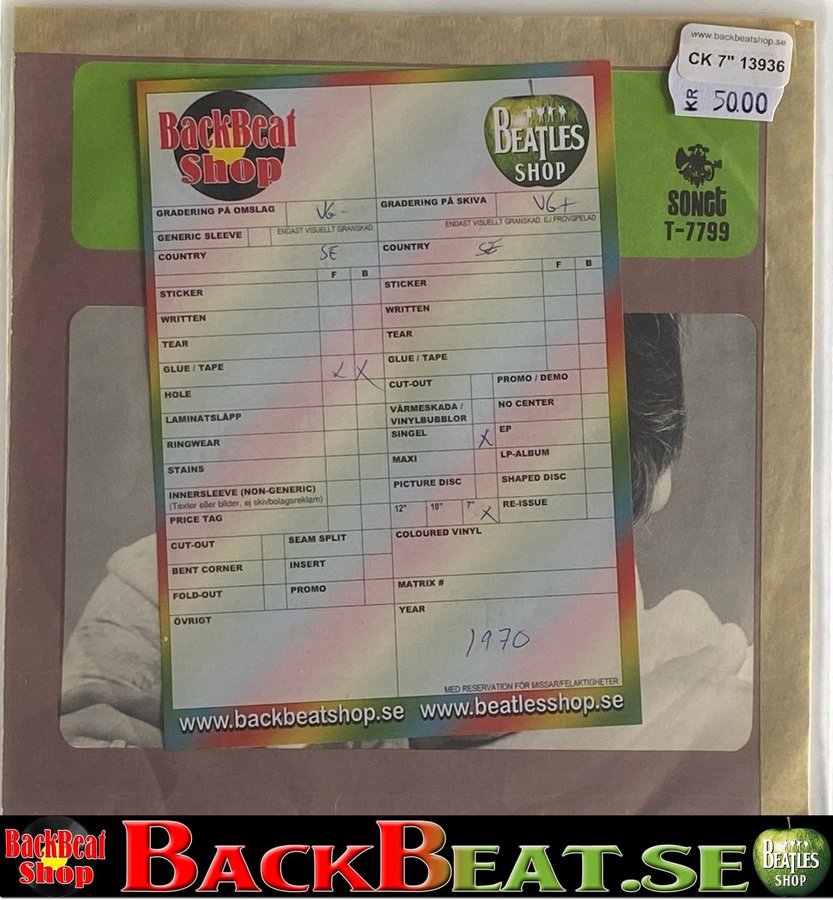 www.backbeatshop.se
CK 7" 13936
KR 50.00
BackBeat
Shop
BEATLES
SHOP
SONET
T-7799
GRADERING PÅ OMSLAG VG-
ENDAST VISUELLT GRANSKAD
GENERIC SLEEVE
COUNTRY SE
F B
STICKER
WRITTEN
TEAR
GLUE / TAPE x x
HOLE
LAMINATSLÄPP
RINGWEAR
STAINS
INNERSLEEVE (NON-GENERIC)
(Texter eller bilder, ej skivbolagsreklam)
PRICE TAG
CUT-OUT SEAM SPLIT
BENT CORNER INSERT
FOLD-OUT PROMO
ÖVRIGT
GRADERING PÅ SKIVA VG+
ENDAST VISUELLT GRANSKAD, EJ PROVSPELAD
COUNTRY SE
F B
STICKER
WRITTEN
TEAR
GLUE / TAPE
CUT-OUT PROMO / DEMO
VÄRMESKADA /
VINYLBUBBLOR NO CENTER
SINGEL x EP
MAXI LP-ALBUM
PICTURE DISC SHAPED DISC
12" 10" 7" x RE-ISSUE
COLOURED VINYL
MATRIX #
YEAR
1970
MED RESERVATION FÖR MISSAR/FELAKTIGHETER
www.backbeatshop.se www.beatlesshop.se
BackBeat
Shop
BACKBEAT.SE
BEATLES
SHOP